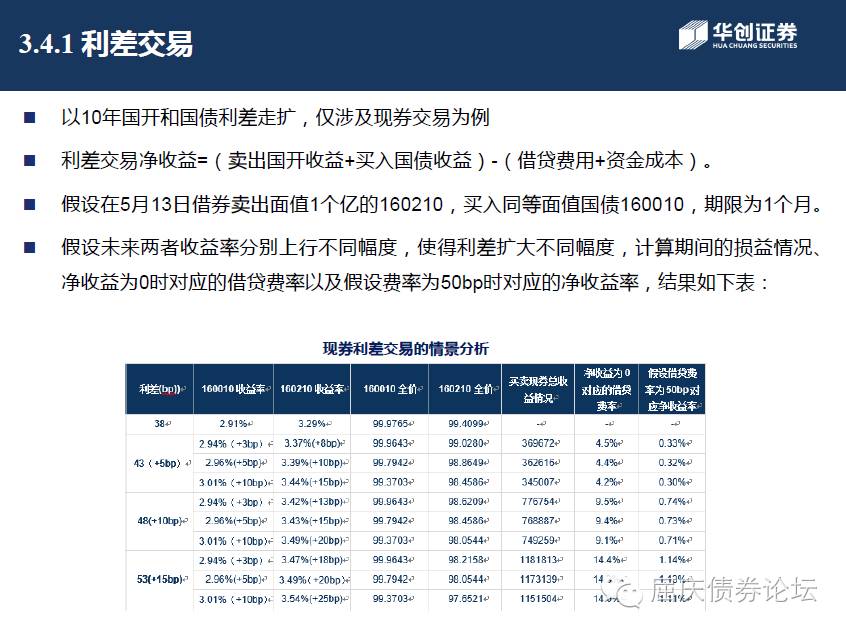 3.4.1 利差交易
华创证券
HUA CHUANG SECURITIES
以10年国开和国债利差走扩，仅涉及现券交易为例
利差交易净收益=（卖出国开收益+买入国债收益）-（借贷费用+资金成本）。
假设在5月13日借券卖出面值1个亿的160210，买入同等面值国债160010，期限为1个月。
假设未来两者收益率分别上行不同幅度，使得利差扩大不同幅度，计算期间的损益情况、
净收益为0时对应的借贷费率以及假设费率为50bp时对应的净收益率，结果如下表：
现券利差交易的情景分析
利差(bp)) 160010 收益率 160210 收益率 160010 全价 160210 全价 买卖现券总收益情况 净收益为0对应的借贷费率 假设借贷费率为50bp对应净收益率
38 2.91% 3.29% 99.9765 99.4099 - - -
2.94%（+3bp） 3.37%(+8bp) 99.9643 99.0280 369672 4.5% 0.33%
43（+5bp） 2.96%(+5bp) 3.39%(+10bp) 99.7942 98.8649 362616 4.4% 0.32%
3.01%（+10bp） 3.44%(+15bp) 99.3703 98.4586 345007 4.2% 0.30%
2.94%（+3bp） 3.42%(+13bp) 99.9643 98.6209 776754 9.5% 0.74%
48(+10bp) 2.96%(+5bp) 3.43%(+15bp) 99.7942 98.4586 768887 9.4% 0.73%
3.01%（+10bp） 3.49%(+20bp) 99.3703 98.0544 749259 9.1% 0.71%
2.94%（+3bp） 3.47%(+18bp) 99.9643 98.2158 1181813 14.4% 1.14%
53(+15bp) 2.96%(+5bp) 3.49%（+20bp） 99.7942 98.0544 1173139
3.01%（+10bp） 3.54%(+25bp) 99.3703 97.6521 1151504
屈庆债券论坛